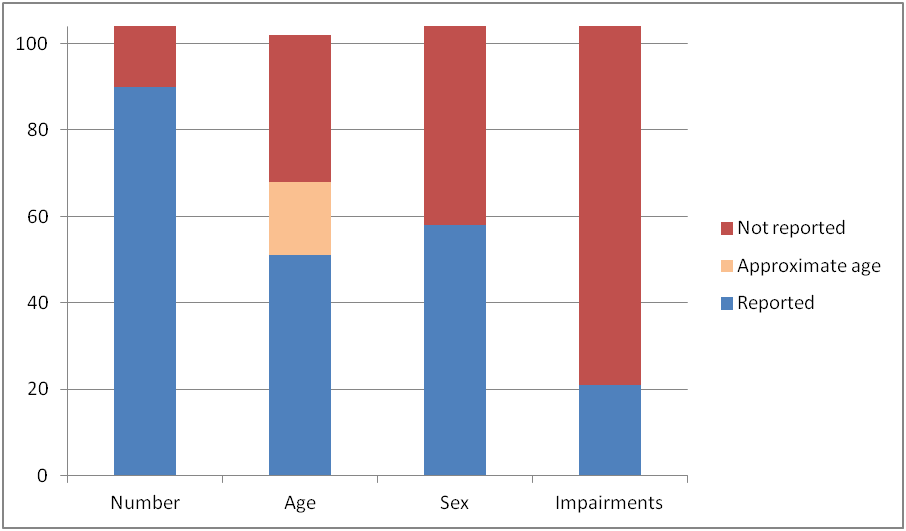 100
80
60
40
20
0
Number Age Sex Impairments
Not reported
Approximate age
Reported